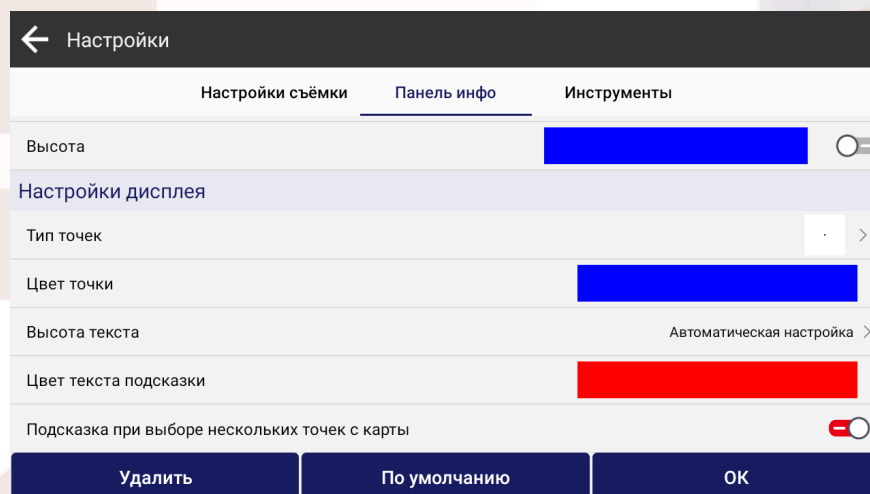 Настройки
Настройки съёмки Панель инфо Инструменты
Высота
Настройки дисплея
Тип точек
Цвет точки
Высота текста Автоматическая настройка
Цвет текста подсказки
Подсказка при выборе нескольких точек с карты
Удалить По умолчанию ОК